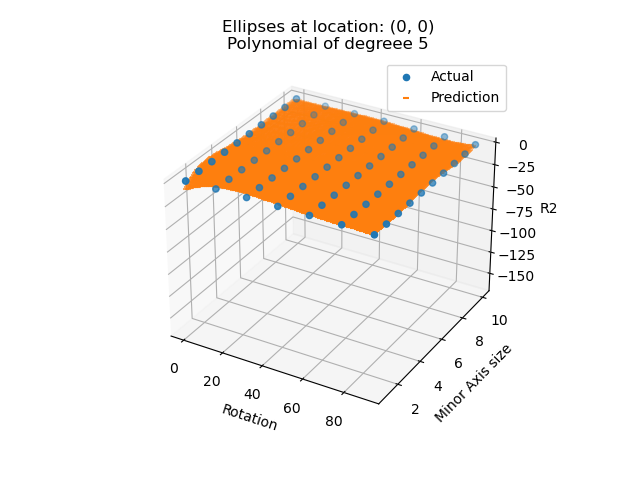 Ellipses at location: (0, 0)
Polynomial of degreee 5
Actual
Prediction
0
−25
−50
−75
−100
−125
−150
R2
0
20
40
60
80
Rotation
2
4
6
8
10
Minor Axis size